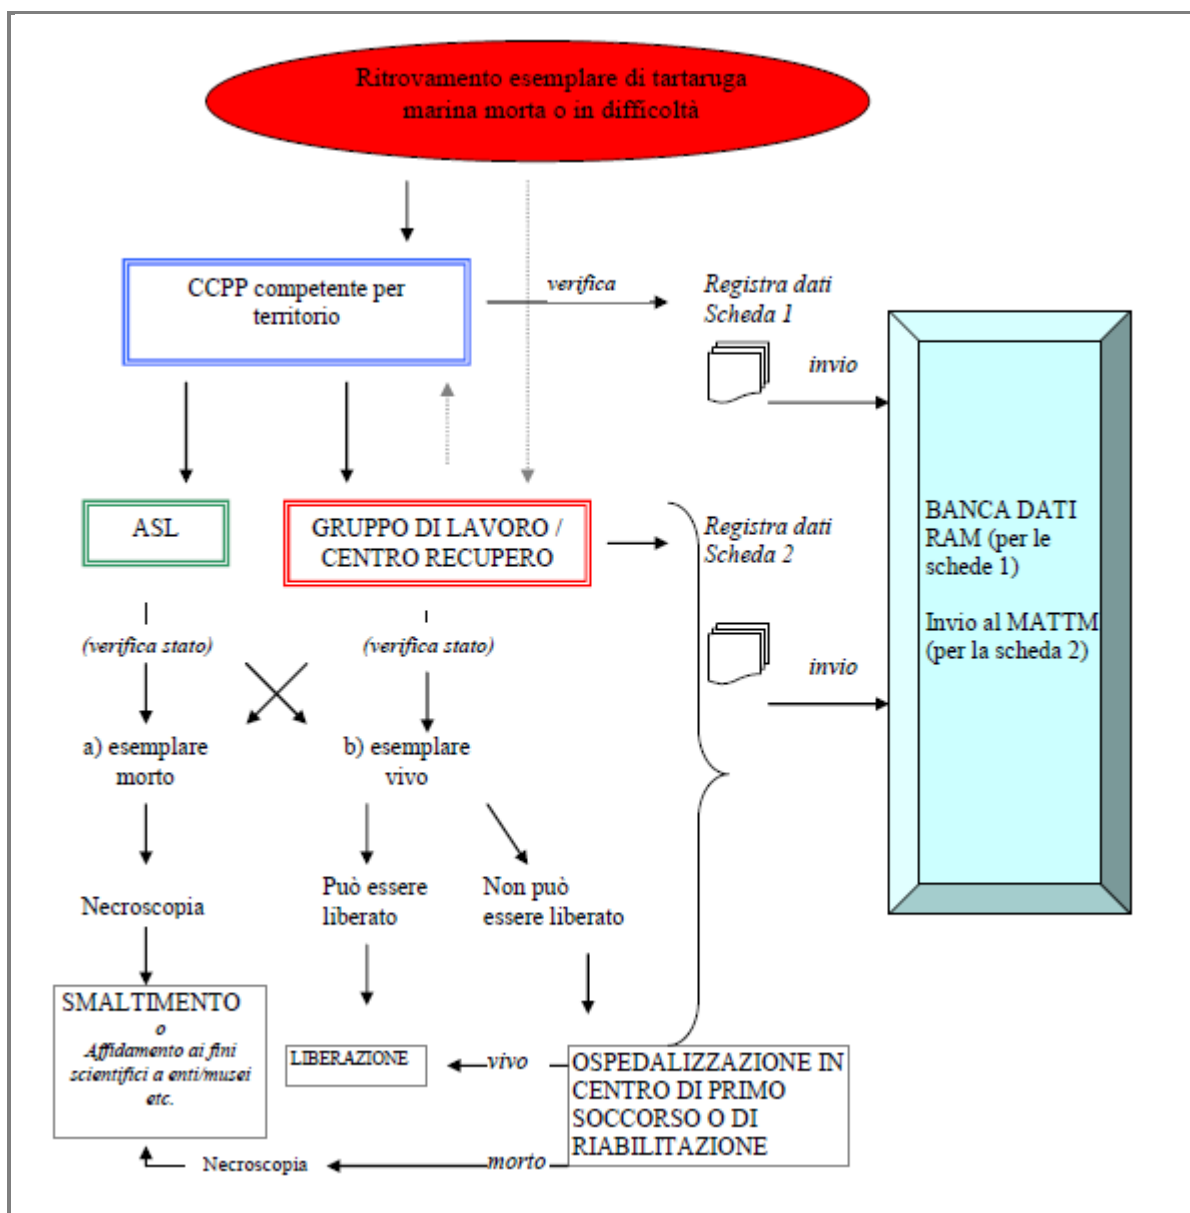 Ritrovamento esemplare di tartaruga
marina morta o in difficoltà
CCPP competente per
territorio
verifica
Registra dati
Scheda 1
invio
ASL
GRUPPO DI LAVORO /
CENTRO RECUPERO
Registra dati
Scheda 2
BANCA DATI
RAM (per le
schede 1)
Invio al MATTM
(per la scheda 2)
(verifica stato)
(verifica stato)
invio
a) esemplare
morto
b) esemplare
vivo
Necroscopia
Può essere
liberato
Non può
essere liberato
SMALTIMENTO
o
Affidamento ai fini
scientifici a enti/musei
etc.
LIBERAZIONE
vivo
OSPEDALIZZAZIONE IN
CENTRO DI PRIMO
SOCCORSO O DI
RIABILITAZIONE
Necroscopia
morto